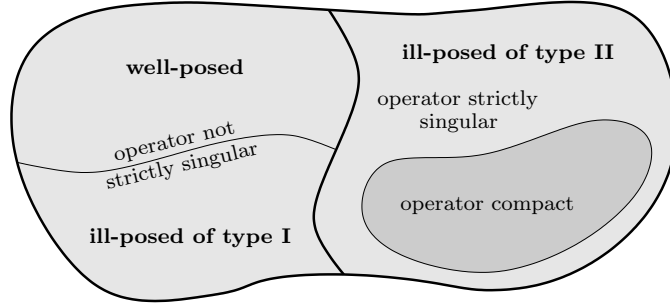 well-posed
operator not
strictly singular
ill-posed of type I
ill-posed of type II
operator strictly
singular
operator compact